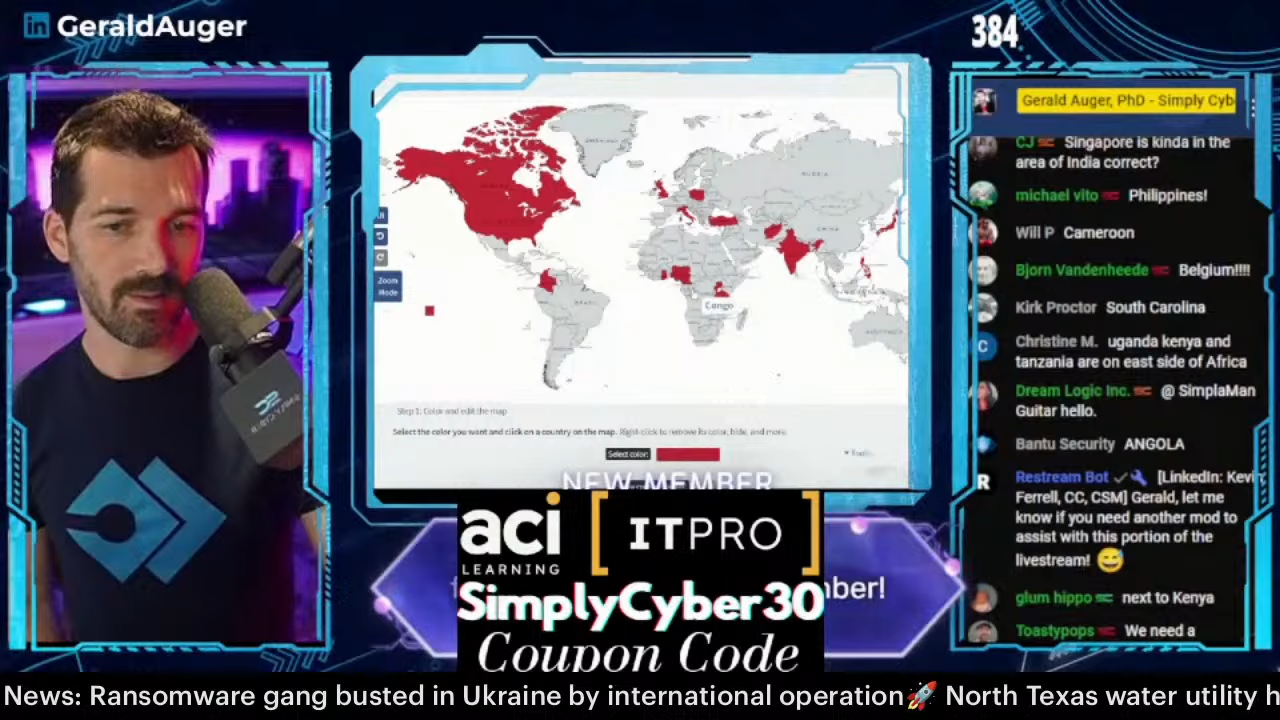 in GeraldAuger
384
Zoom
Mode
Congo
Step 1: Color and edit the map
Select the color you want and click on a country on the map. Right-click to remove its color, hide, and more.
Select color:
NEW MEMBER
aci
LEARNING
[ITPRO]
SimplyCyber30
Coupon Code
mber!
Gerald Auger, PhD - Simply Cyb
CJ Singapore is kinda in the
area of India correct?
michael vito Philippines!
Will P Cameroon
Bjorn Vandenheede Belgium!!!!
Kirk Proctor South Carolina
C Christine M. uganda kenya and
tanzania are on east side of Africa
Dream Logic Inc. @ SimplaMan
Guitar hello.
Bantu Security ANGOLA
R Restream Bot [LinkedIn: Kevin
Ferrell, CC, CSM] Gerald, let me
know if you need another mod to
assist with this portion of the
livestream! 😅
glum hippo next to Kenya
Toastypops We need a
News: Ransomware gang busted in Ukraine by international operation🚀 North Texas water utility h